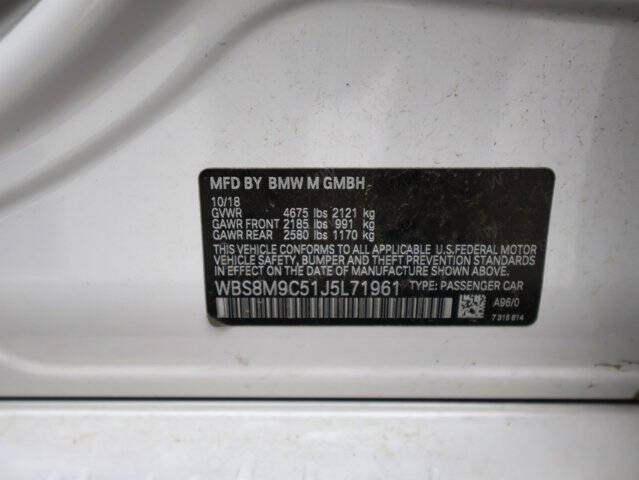 MFD BY BMW M GMBH
10/18
GVWR 4675 lbs 2121 kg
GAWR FRONT 2185 lbs 991 kg
GAWR REAR 2580 lbs 1170 kg
THIS VEHICLE CONFORMS TO ALL APPLICABLE U.S.FEDERAL MOTOR
VEHICLE SAFETY, BUMPER AND THEFT PREVENTION STANDARDS
IN EFFECT ON THE DATE OF MANUFACTURE SHOWN ABOVE.
WBS8M9C51J5L71961 TYPE: PASSENGER CAR
A96/0
7 315 614